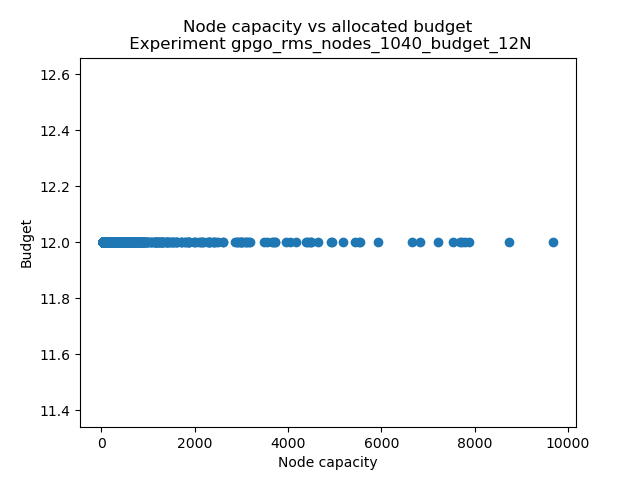 Node capacity vs allocated budget
Experiment gpgo_rms_nodes_1040_budget_12N
12.6
12.4
12.2
12.0
11.8
11.6
11.4
Budget
0 2000 4000 6000 8000 10000
Node capacity